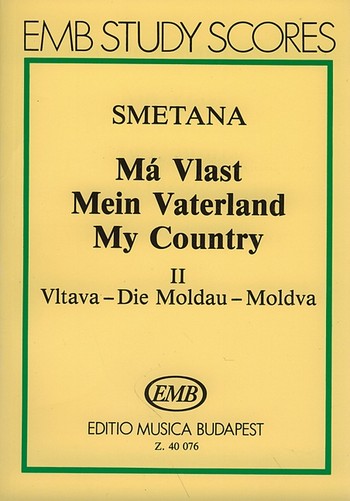 EMB STUDY SCORES
SMETANA
Má Vlast
Mein Vaterland
My Country
II
Vltava – Die Moldau – Moldva
EMB
EDITIO MUSICA BUDAPEST
Z. 40 076